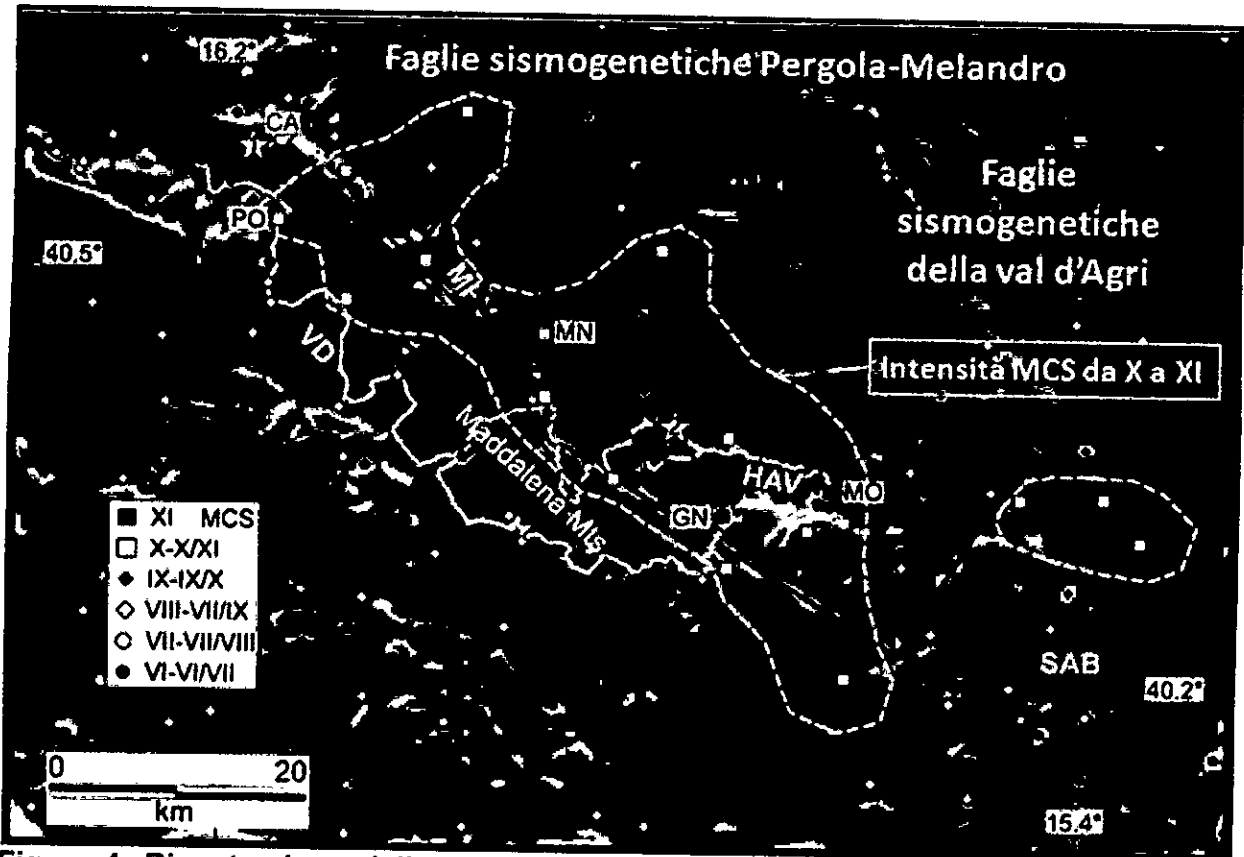 16.2°
Faglie sismogenetiche Pergola-Melandro
CA
Faglie
sismogenetiche
della val d'Agri
PO
40.5°
MI
MN
VD
Intensità MCS da X a XI
Maddalena Mts
HAV
MO
GN
XI MCS
X-X/XI
IX-IX/X
VIII-VII/IX
VII-VII/VIII
VI-VI/VII
SAB
40.2°
0 20
km
15.4°